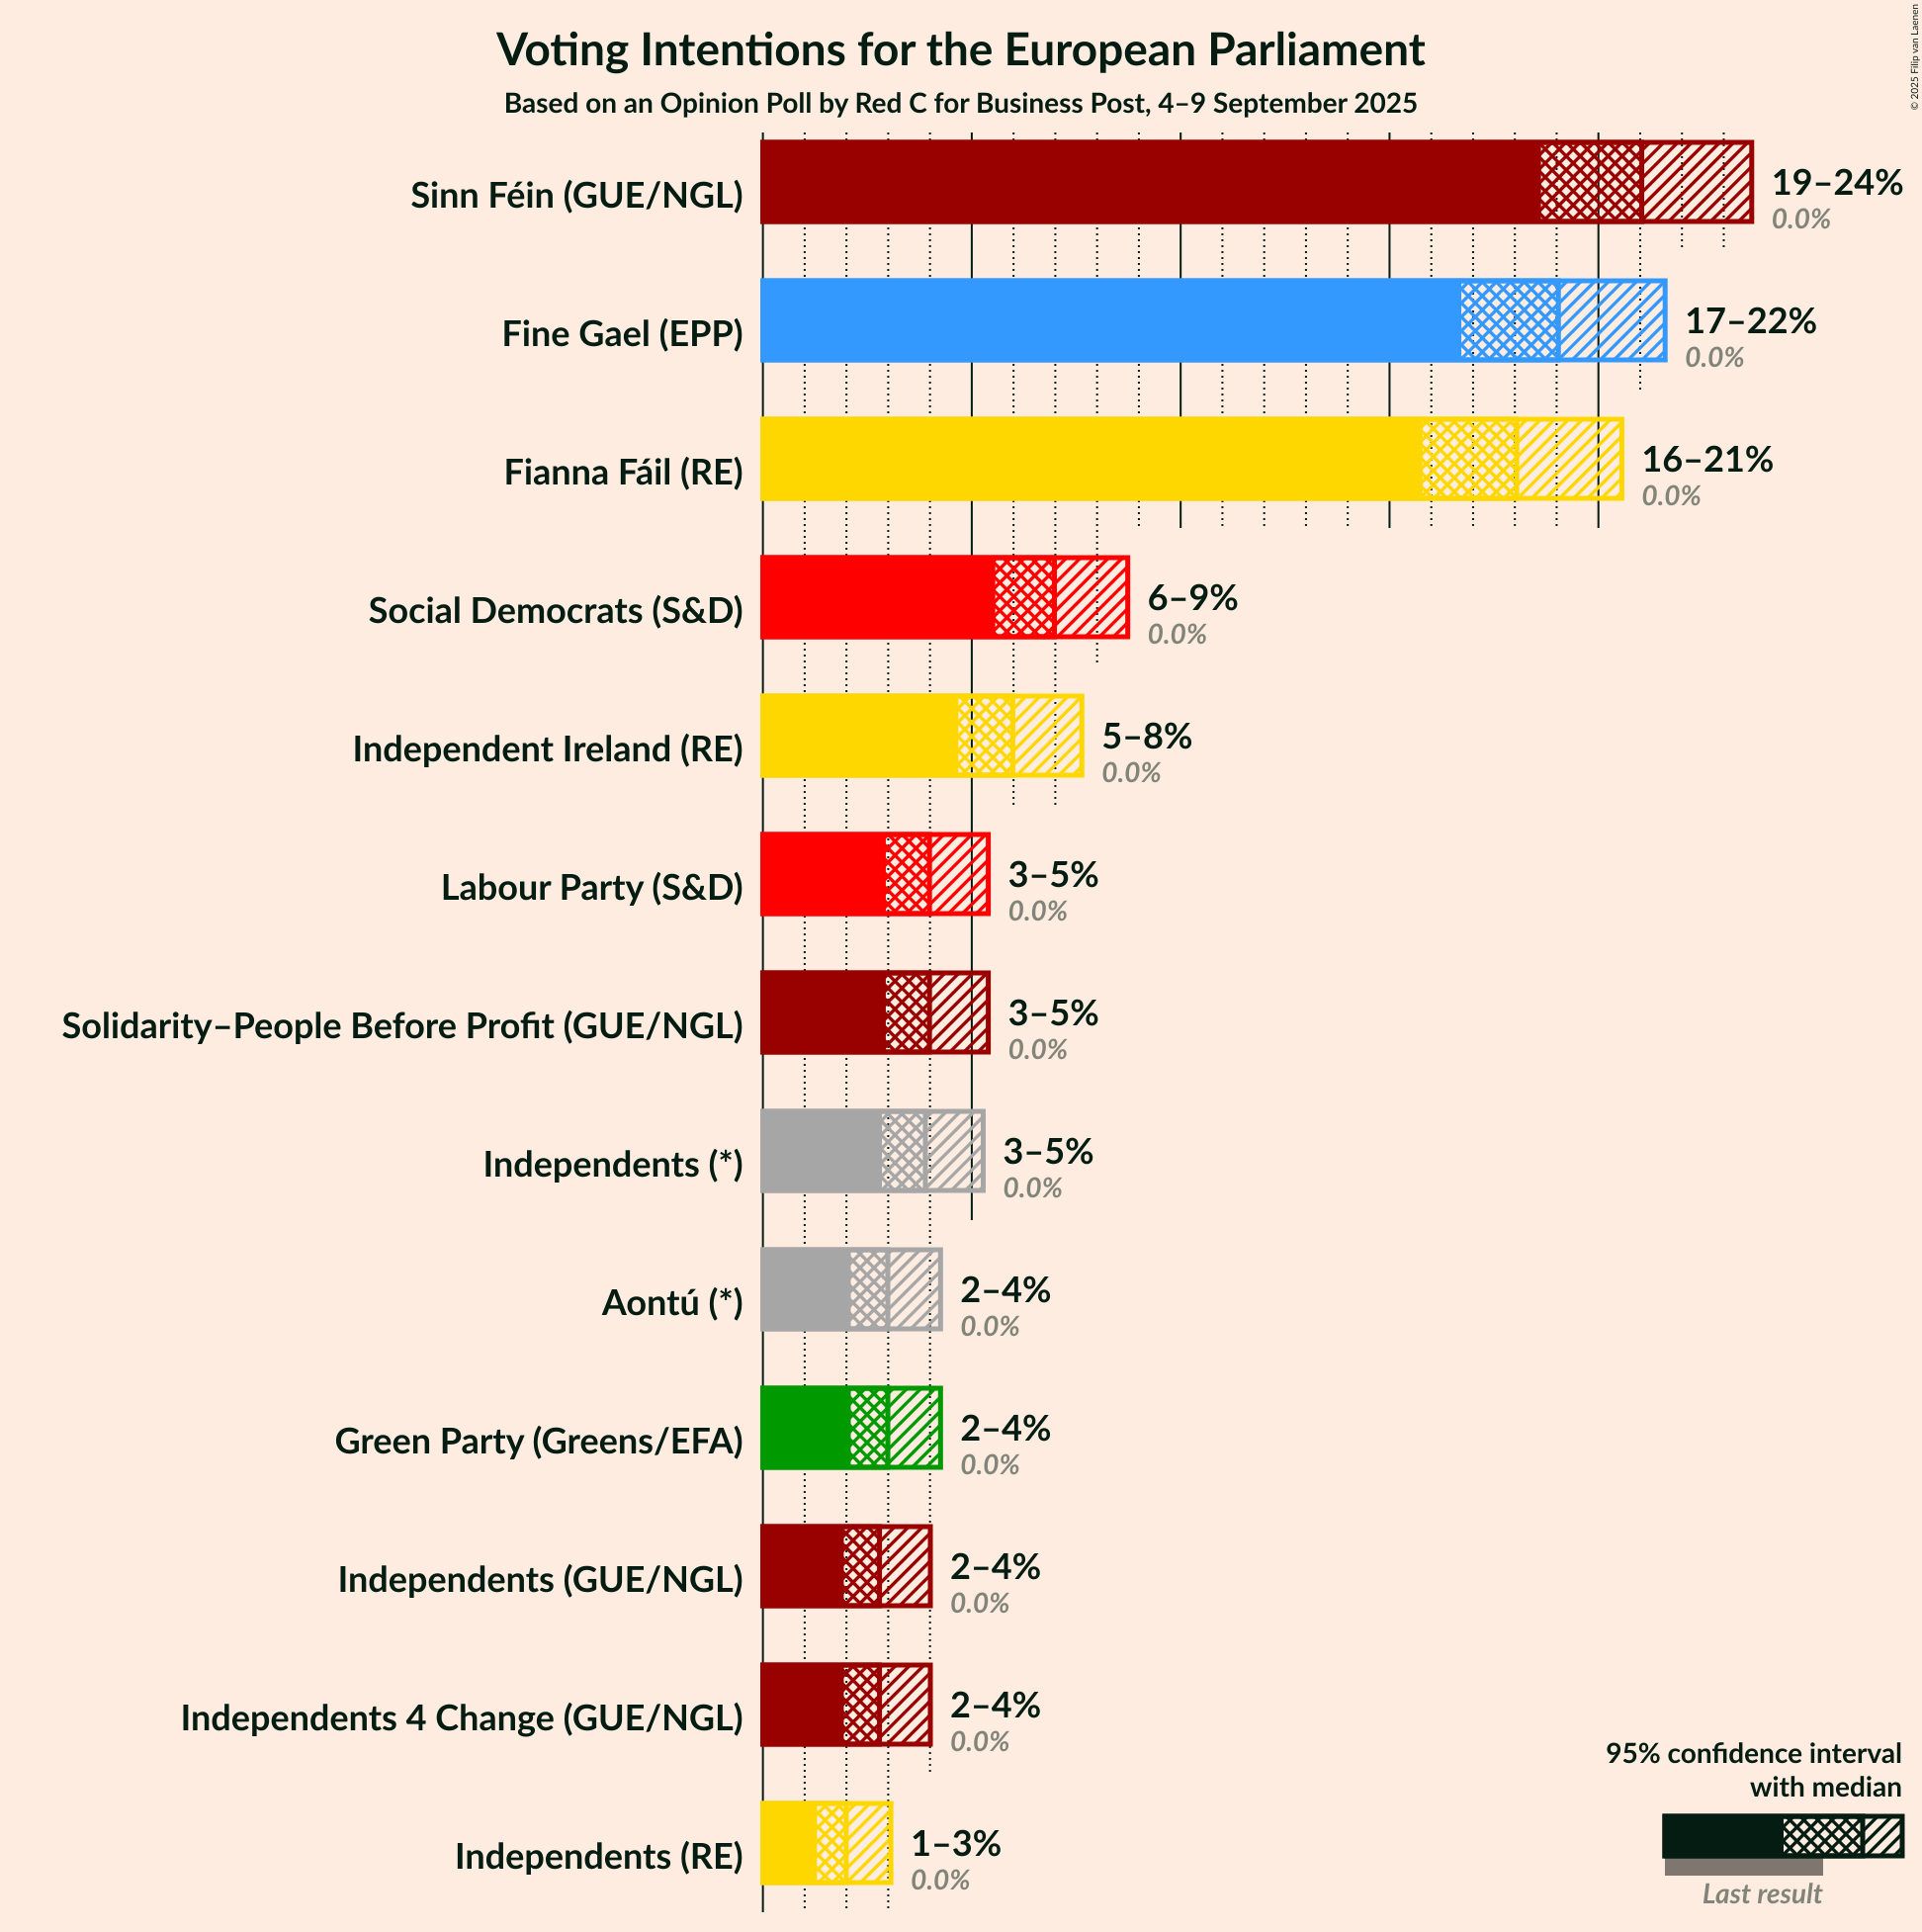 Voting Intentions for the European Parliament
Based on an Opinion Poll by Red C for Business Post, 4–9 September 2025
© 2025 Filip van Laenen
Sinn Féin (GUE/NGL)
19–24%
0.0%
Fine Gael (EPP)
17–22%
0.0%
Fianna Fáil (RE)
16–21%
0.0%
Social Democrats (S&D)
6–9%
0.0%
Independent Ireland (RE)
5–8%
0.0%
Labour Party (S&D)
3–5%
0.0%
Solidarity–People Before Profit (GUE/NGL)
3–5%
0.0%
Independents (*)
3–5%
0.0%
Aontú (*)
2–4%
0.0%
Green Party (Greens/EFA)
2–4%
0.0%
Independents (GUE/NGL)
2–4%
0.0%
Independents 4 Change (GUE/NGL)
2–4%
0.0%
Independents (RE)
1–3%
0.0%
95% confidence interval
with median
Last result